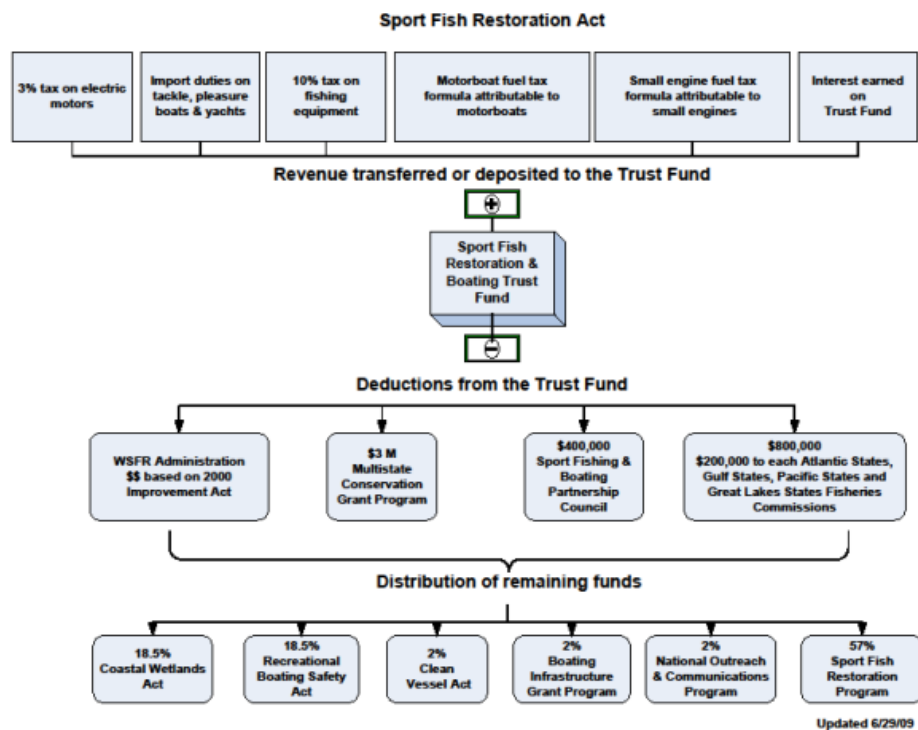 Sport Fish Restoration Act
3% tax on electric
motors
Import duties on
tackle, pleasure
boats & yachts
10% tax on
fishing
equipment
Motorboat fuel tax
formula attributable to
motorboats
Small engine fuel tax
formula attributable to
small engines
Interest earned
on
Trust Fund
Revenue transferred or deposited to the Trust Fund
+
Sport Fish
Restoration &
Boating Trust
Fund
−
Deductions from the Trust Fund
WSFR Administration
$$ based on 2000
Improvement Act
$3 M
Multistate
Conservation
Grant Program
$400,000
Sport Fishing &
Boating
Partnership
Council
$800,000
$200,000 to each Atlantic States,
Gulf States, Pacific States and
Great Lakes States Fisheries
Commissions
Distribution of remaining funds
18.5%
Coastal Wetlands
Act
18.5%
Recreational
Boating Safety
Act
2%
Clean
Vessel Act
2%
Boating
Infrastructure
Grant Program
2%
National Outreach
& Communications
Program
57%
Sport Fish
Restoration
Program
Updated 6/29/09